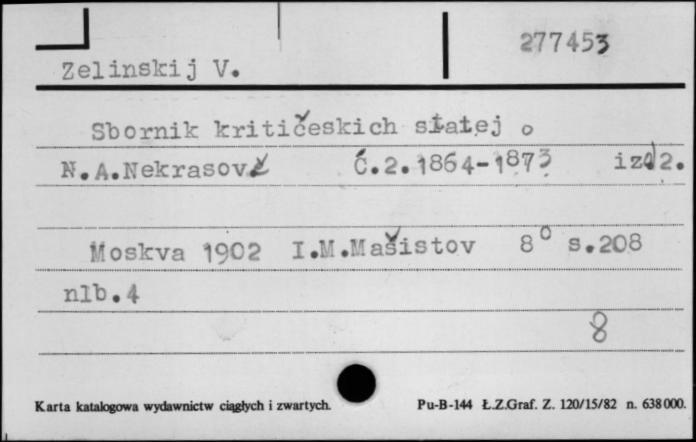 277453
Zelinskij V.
Sbornik kritičeskich statej o
N.A.Nekrasově Č.2.1864-1873 izd2.
Moskva 1902 I.M.Mašistov 8⁰ s.208
nlb.4
8
Karta katalogowa wydawnictw ciągłych i zwartych. Pu-B-144 Ł.Z.Graf. Z. 120/15/82 n. 638000.